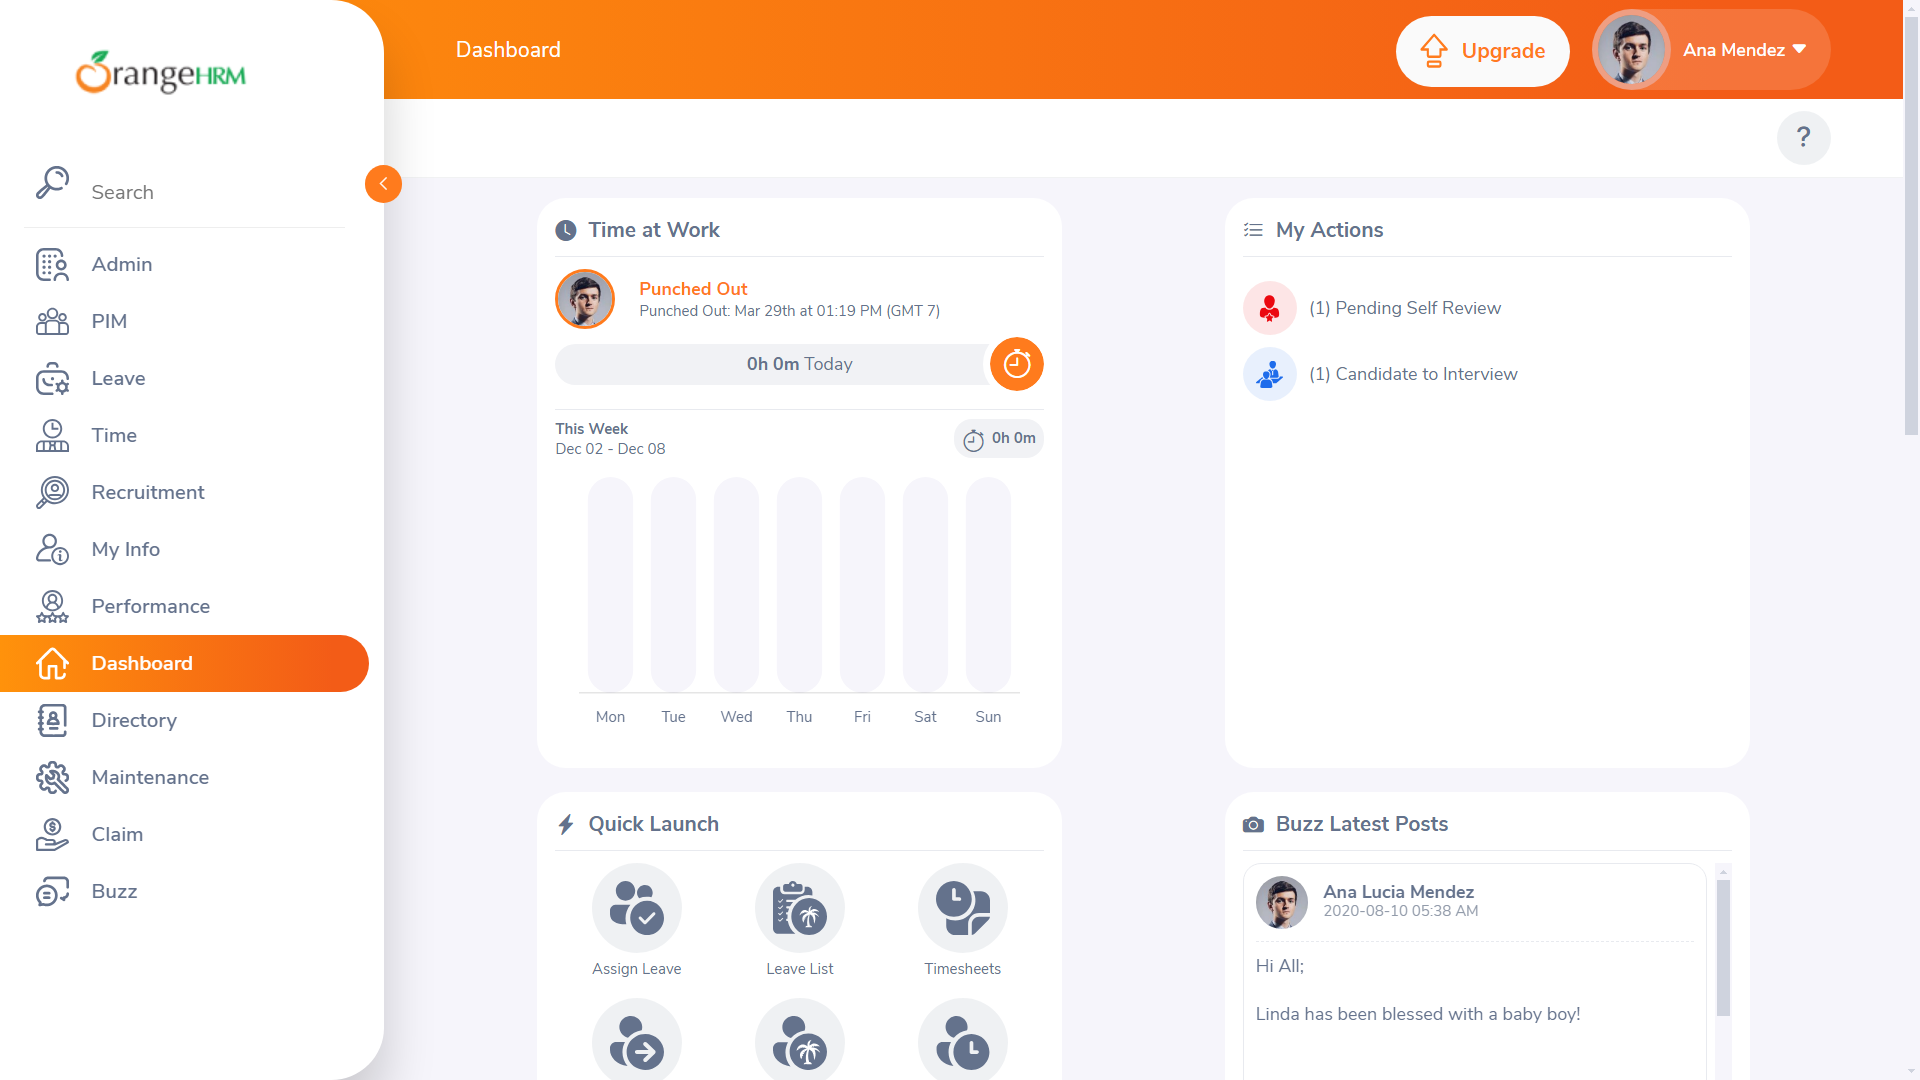 OrangeHRM
Search
Admin
PIM
Leave
Time
Recruitment
My Info
Performance
Dashboard
Directory
Maintenance
Claim
Buzz
Dashboard
Upgrade
Ana Mendez
?
Time at Work
Punched Out
Punched Out: Mar 29th at 01:19 PM (GMT 7)
0h 0m Today
This Week
Dec 02 - Dec 08
0h 0m
Mon Tue Wed Thu Fri Sat Sun
My Actions
(1) Pending Self Review
(1) Candidate to Interview
Quick Launch
Assign Leave
Leave List
Timesheets
Buzz Latest Posts
Ana Lucia Mendez
2020-08-10 05:38 AM
Hi All;
Linda has been blessed with a baby boy!